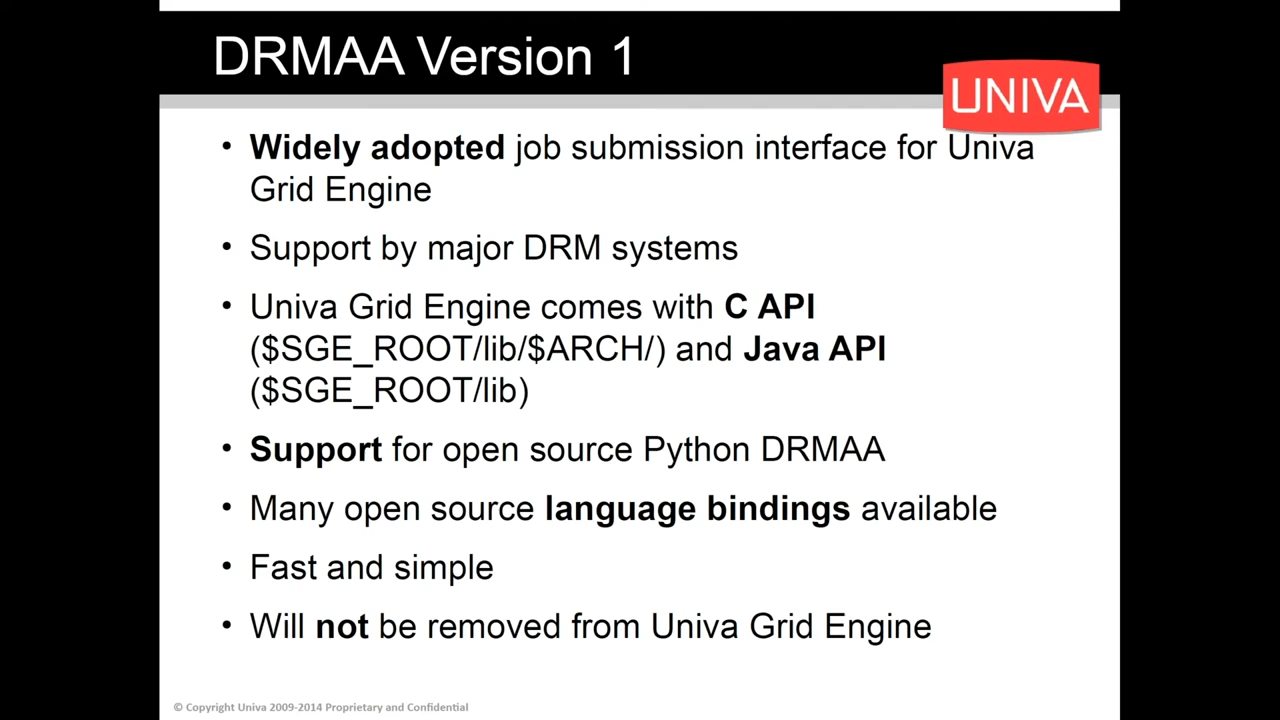 DRMAA Version 1
UNIVA
• Widely adopted job submission interface for Univa
Grid Engine
• Support by major DRM systems
• Univa Grid Engine comes with C API
($SGE_ROOT/lib/$ARCH/) and Java API
($SGE_ROOT/lib)
• Support for open source Python DRMAA
• Many open source language bindings available
• Fast and simple
• Will not be removed from Univa Grid Engine
© Copyright Univa 2009-2014 Proprietary and Confidential